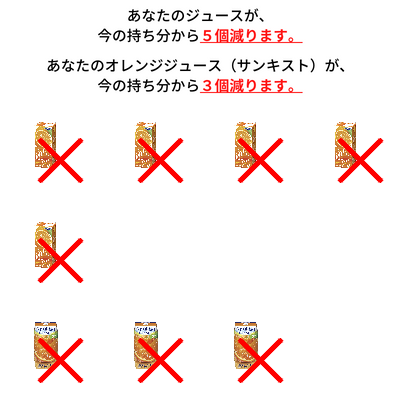 あなたのジュースが、
今の持ち分から５個減ります。
あなたのオレンジジュース（サンキスト）が、
今の持ち分から３個減ります。